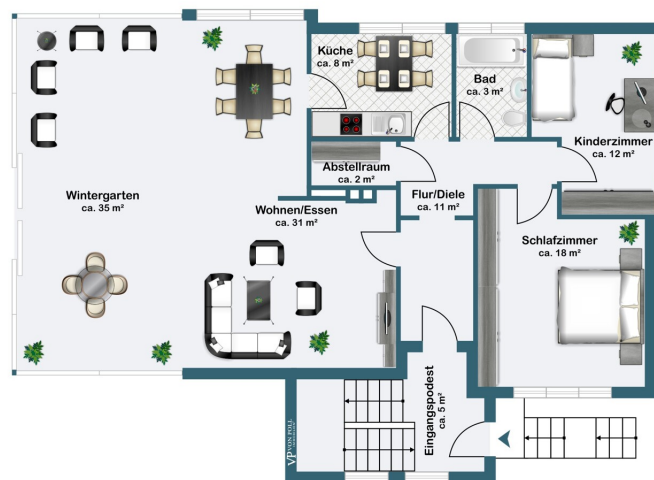 Küche
ca. 8 m²
Bad
ca. 3 m²
Kinderzimmer
ca. 12 m²
Abstellraum
ca. 2 m²
Wintergarten
ca. 35 m²
Wohnen/Essen
ca. 31 m²
Flur/Diele
ca. 11 m²
Schlafzimmer
ca. 18 m²
Eingangspodest
ca. 5 m²
VP VON POLL